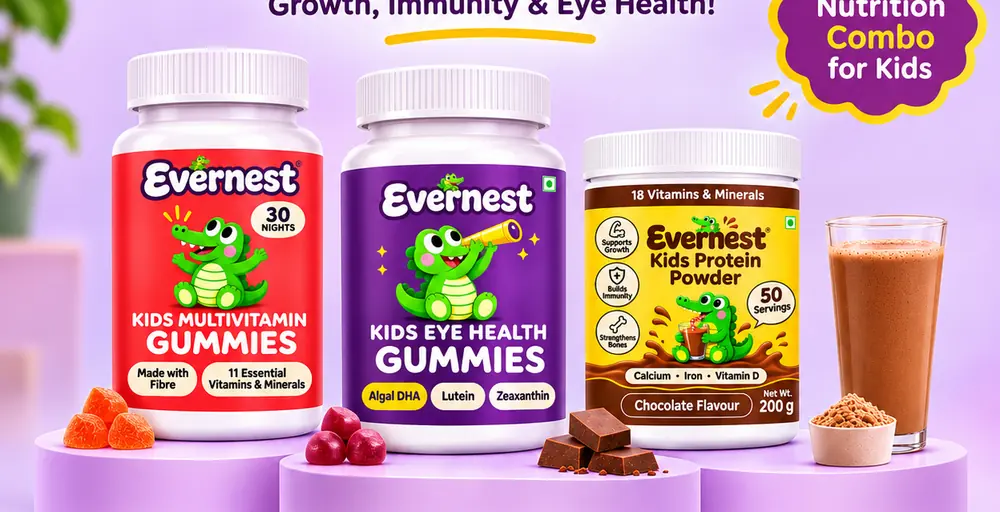 Growth, Immunity & Eye Health!
Nutrition
Combo
for Kids
Evernest®
30
NIGHTS
KIDS MULTIVITAMIN
GUMMIES
Made with
Fibre
11 Essential
Vitamins & Minerals
Evernest
KIDS EYE HEALTH
GUMMIES
Algal DHA
Lutein
Zeaxanthin
18 Vitamins & Minerals
Evernest®
Kids Protein
Powder
Supports
Growth
Builds
Immunity
Strengthens
Bones
50
Servings
Calcium • Iron • Vitamin D
Chocolate Flavour
Net Wt.
200 g